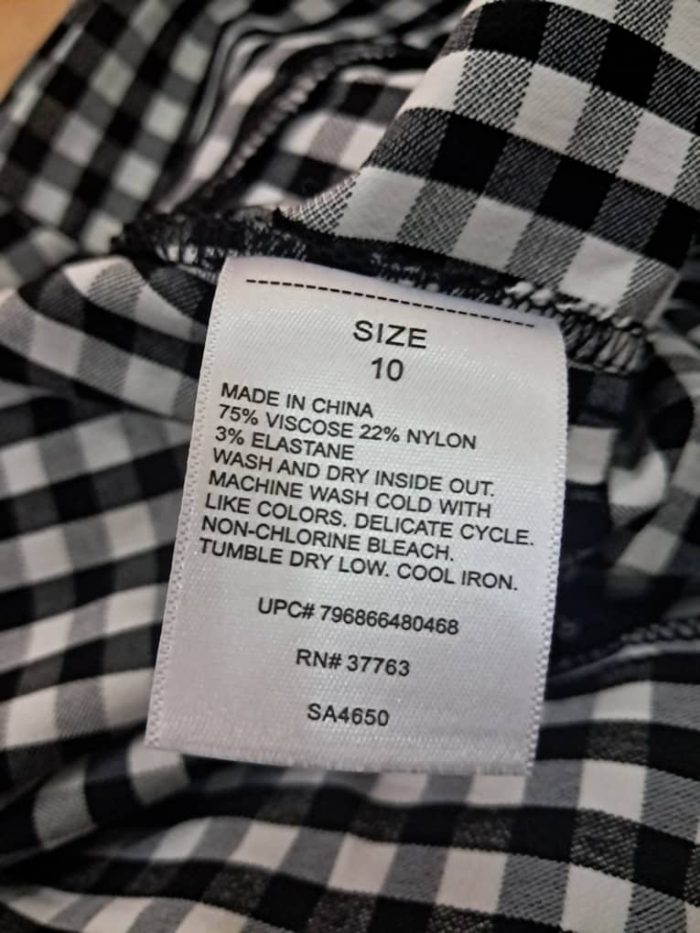 SIZE
10
MADE IN CHINA
75% VISCOSE 22% NYLON
3% ELASTANE
WASH AND DRY INSIDE OUT.
MACHINE WASH COLD WITH
LIKE COLORS. DELICATE CYCLE.
NON-CHLORINE BLEACH.
TUMBLE DRY LOW. COOL IRON.
UPC# 796866480468
RN# 37763
SA4650